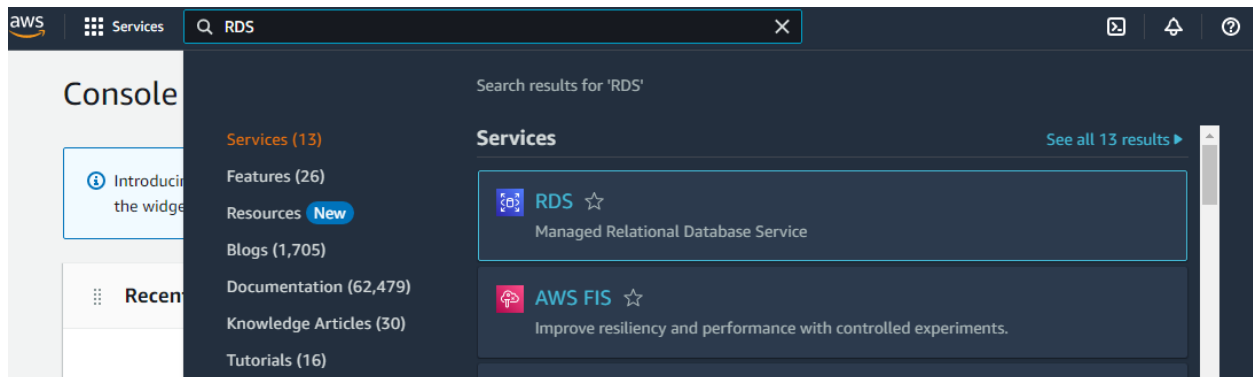 aws
Services
RDS
Console
Introducin
the widge
Recen
Search results for 'RDS'
Services (13)
Features (26)
Resources New
Blogs (1,705)
Documentation (62,479)
Knowledge Articles (30)
Tutorials (16)
Services
See all 13 results
RDS
Managed Relational Database Service
AWS FIS
Improve resiliency and performance with controlled experiments.